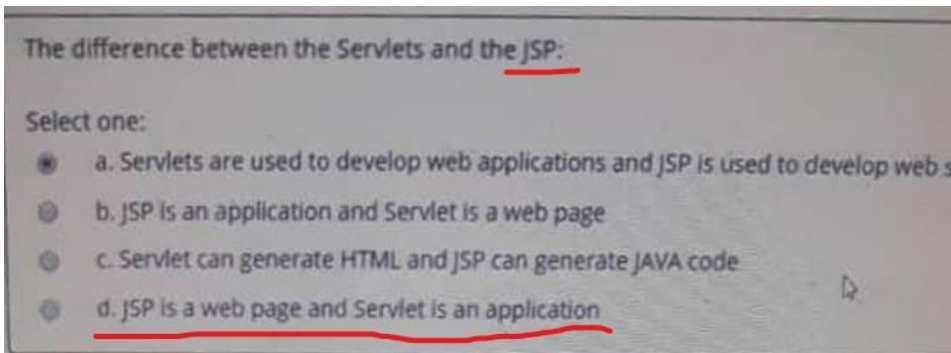 The difference between the Servlets and the JSP:
Select one:
a. Servlets are used to develop web applications and JSP is used to develop web
b. JSP is an application and Servlet is a web page
c. Servlet can generate HTML and JSP can generate JAVA code
d. JSP is a web page and Servlet is an application